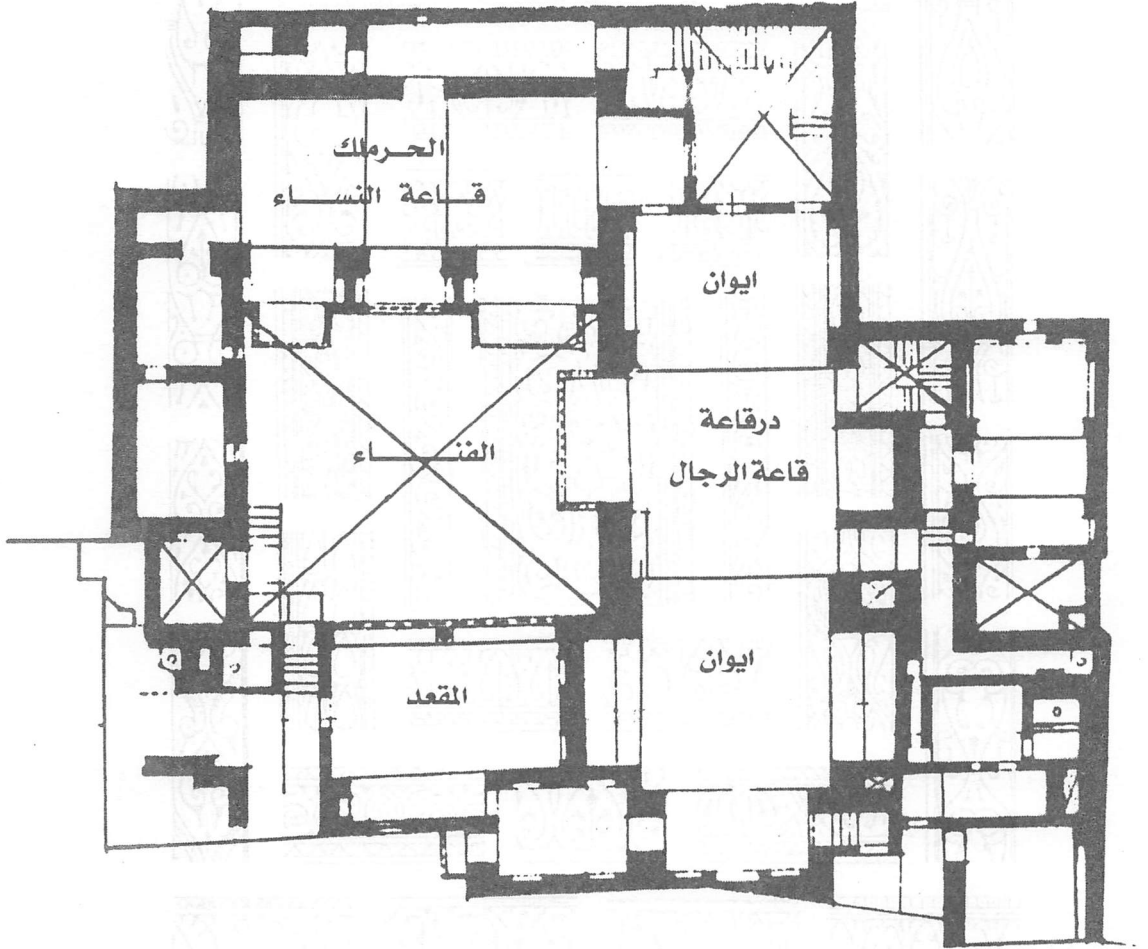 الحرملك
قاعة النساء
ايوان
درقاعة
قاعة الرجال
الفناء
ايوان
المقعد